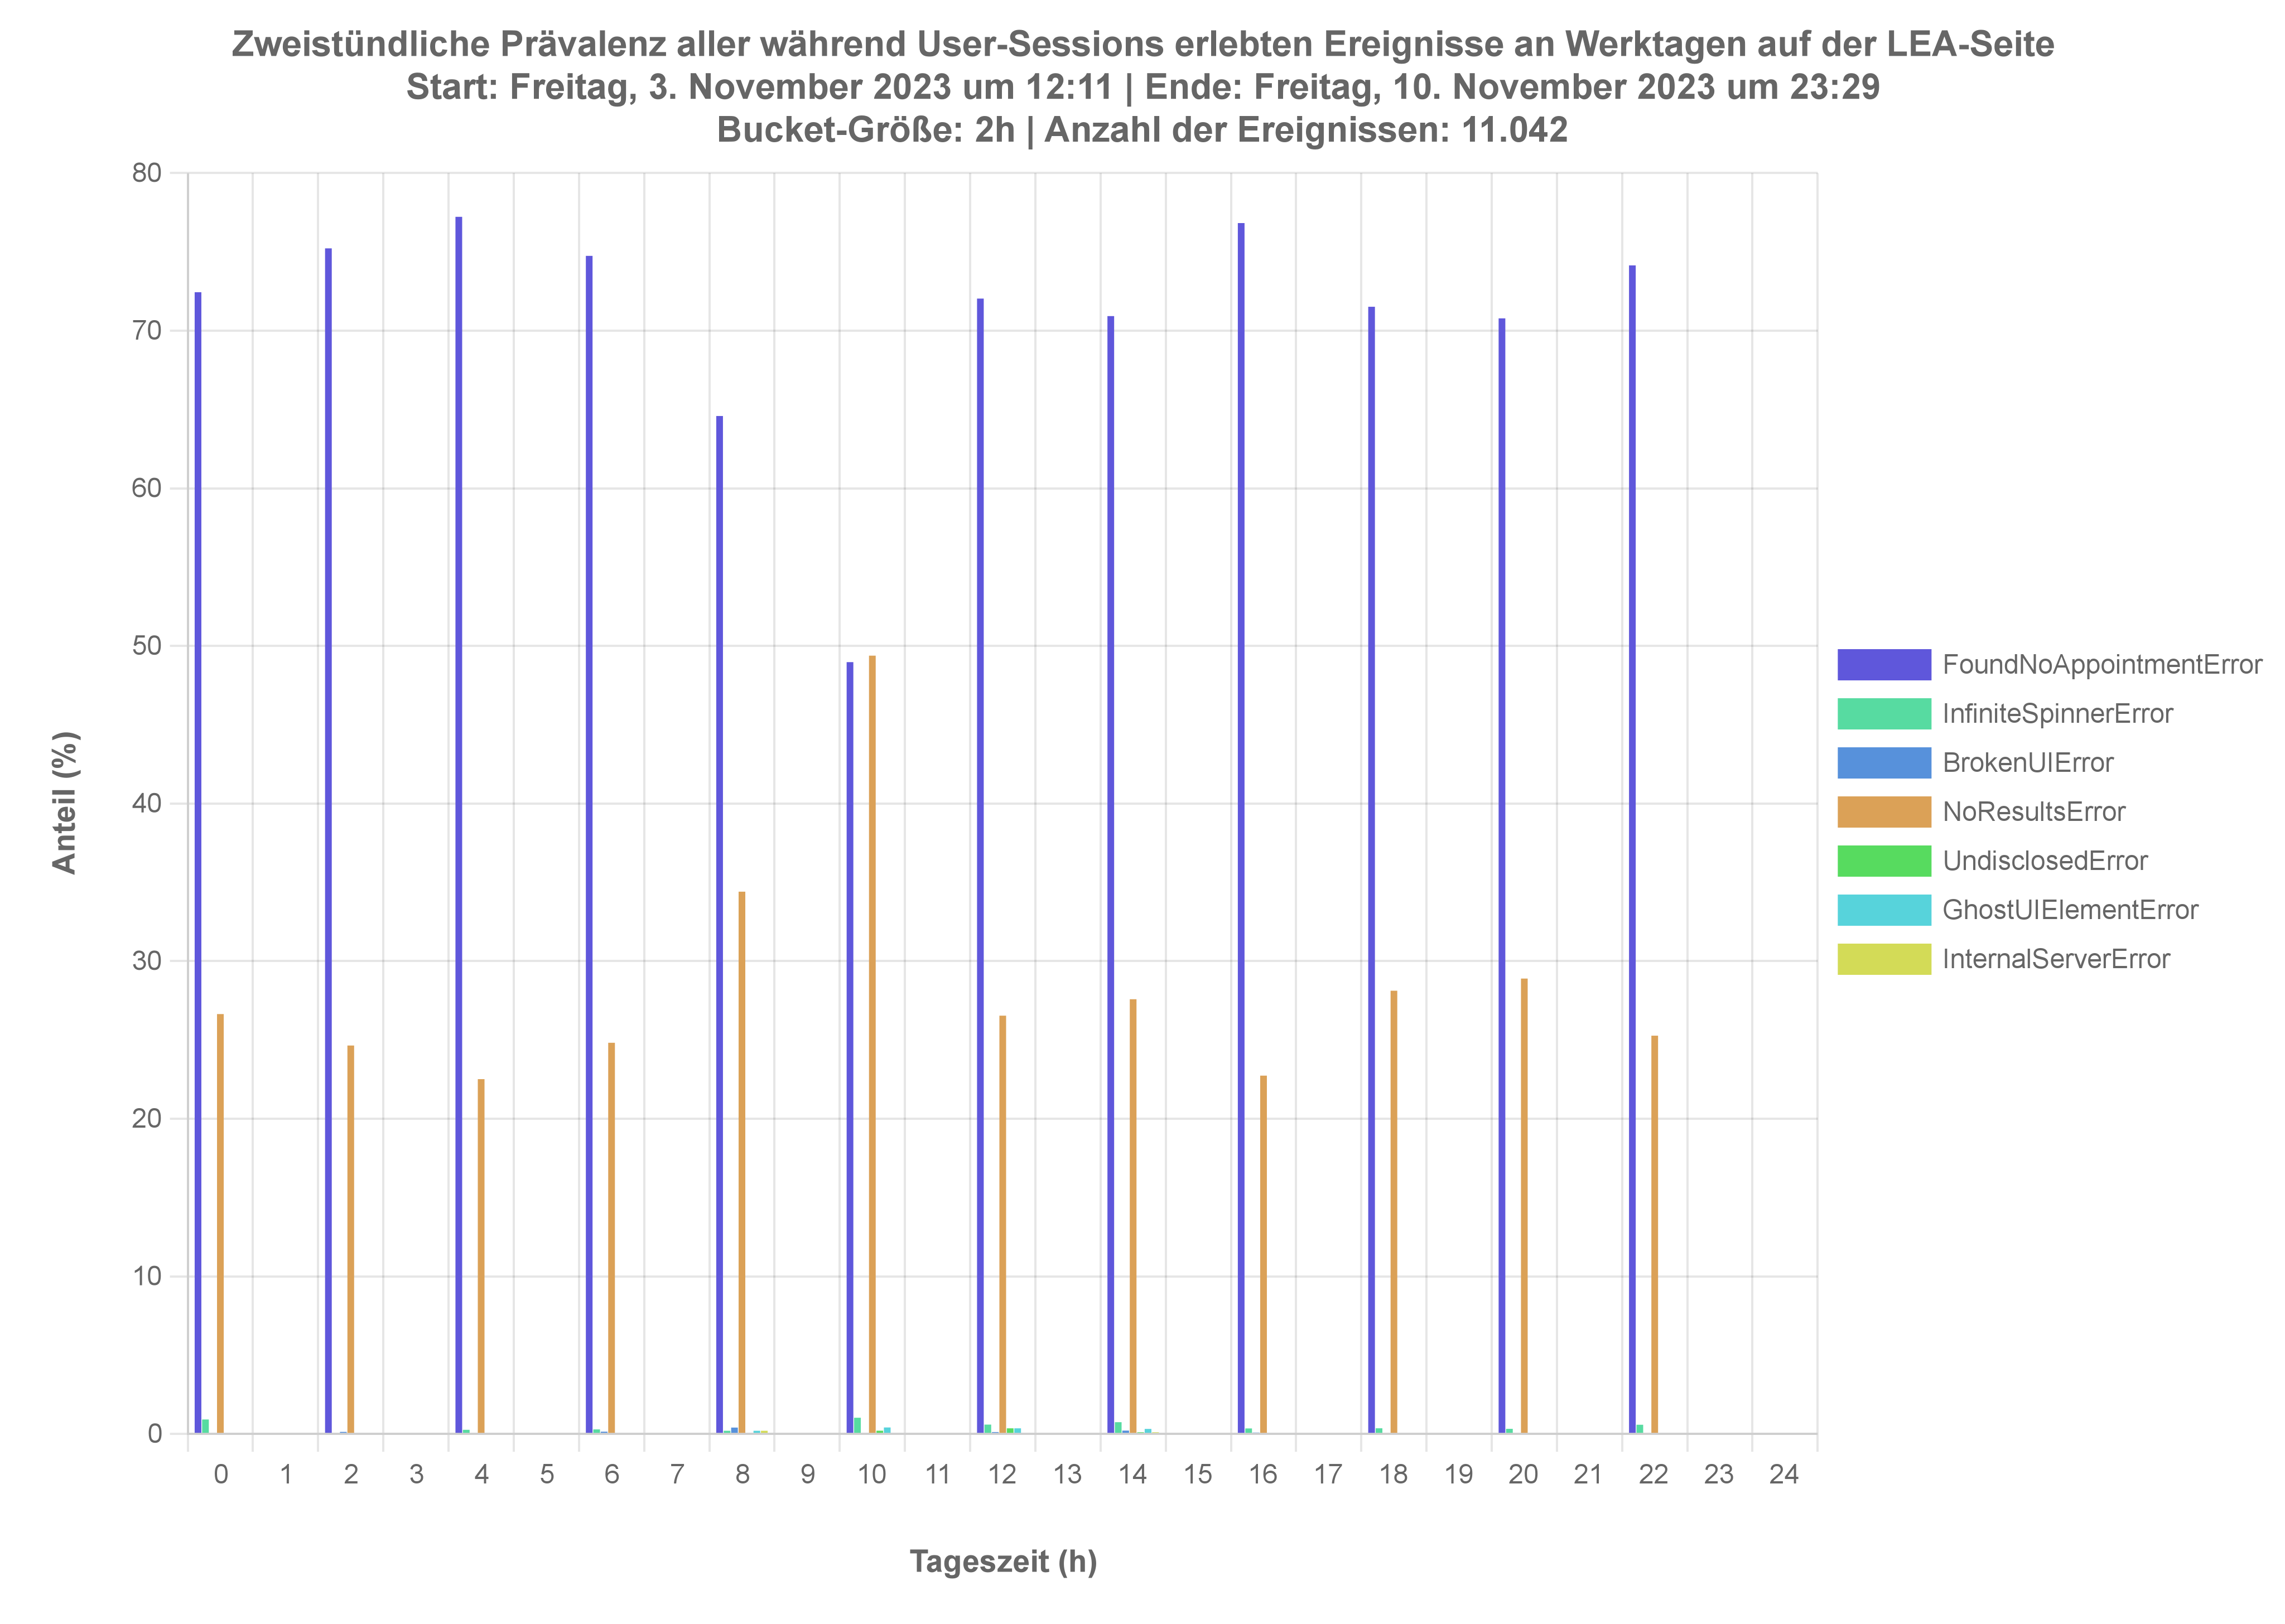 Zweistündliche Prävalenz aller während User-Sessions erlebten Ereignisse an Werktagen auf der LEA-Seite
Start: Freitag, 3. November 2023 um 12:11 | Ende: Freitag, 10. November 2023 um 23:29
Bucket-Größe: 2h | Anzahl der Ereignissen: 11.042
80
70
60
50
40
30
20
10
0
Anteil (%)
FoundNoAppointmentError
InfiniteSpinnerError
BrokenUIError
NoResultsError
UndisclosedError
GhostUIElementError
InternalServerError
0 1 2 3 4 5 6 7 8 9 10 11 12 13 14 15 16 17 18 19 20 21 22 23 24
Tageszeit (h)